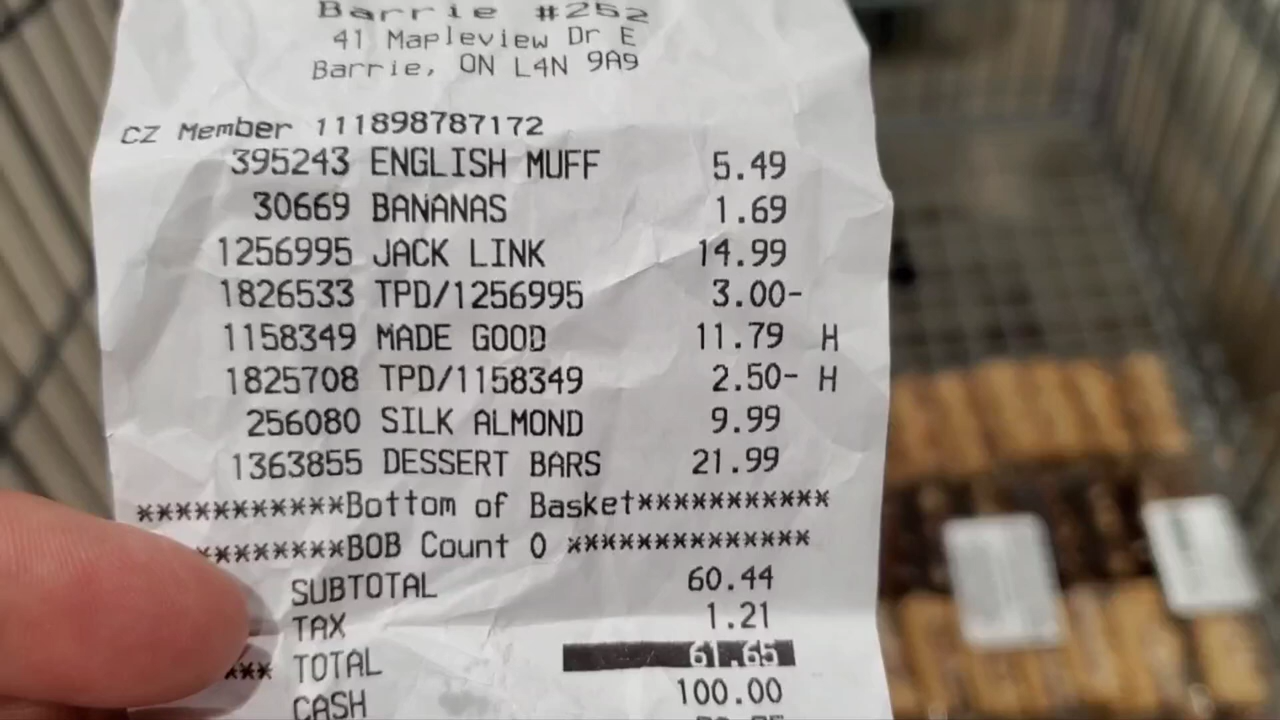 Barrie #252
41 Mapleview Dr E
Barrie, ON L4N 9A9
CZ Member 111898787172
395243 ENGLISH MUFF 5.49
30669 BANANAS 1.69
1256995 JACK LINK 14.99
1826533 TPD/1256995 3.00-
1158349 MADE GOOD 11.79 H
1825708 TPD/1158349 2.50- H
256080 SILK ALMOND 9.99
1363855 DESSERT BARS 21.99
***********Bottom of Basket***********
*********BOB Count 0 **************
SUBTOTAL 60.44
TAX 1.21
*** TOTAL 61.65
CASH 100.00